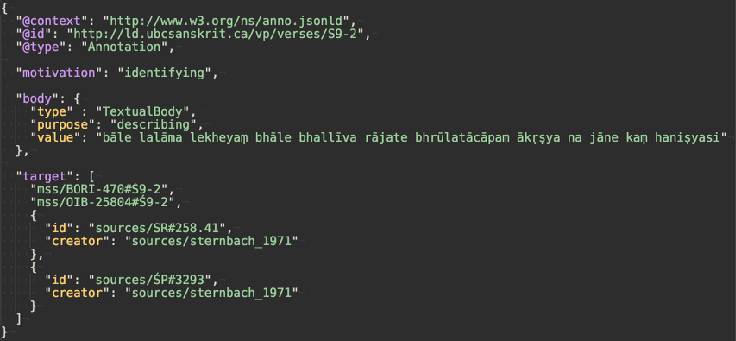 {
"@context": "http://www.w3.org/ns/anno.jsonld",
"@id": "http://ld.ubcsanskrit.ca/vp/verses/S9-2",
"@type": "Annotation",
"motivation": "identifying",
"body": {
"type" : "TextualBody",
"purpose": "describing",
"value": "bāle lalāma lekheyaṃ bhāle bhallīva rājate bhrūlatācāpam ākṛṣya na jāne kaṃ haniṣyasi"
},
"target": [
"mss/BORI-470#Ś9-2",
"mss/OIB-25804#Ś9-2",
{
"id": "sources/SR#258.41",
"creator": "sources/sternbach_1971"
},
{
"id": "sources/ŚP#3293",
"creator": "sources/sternbach_1971"
}
]
}